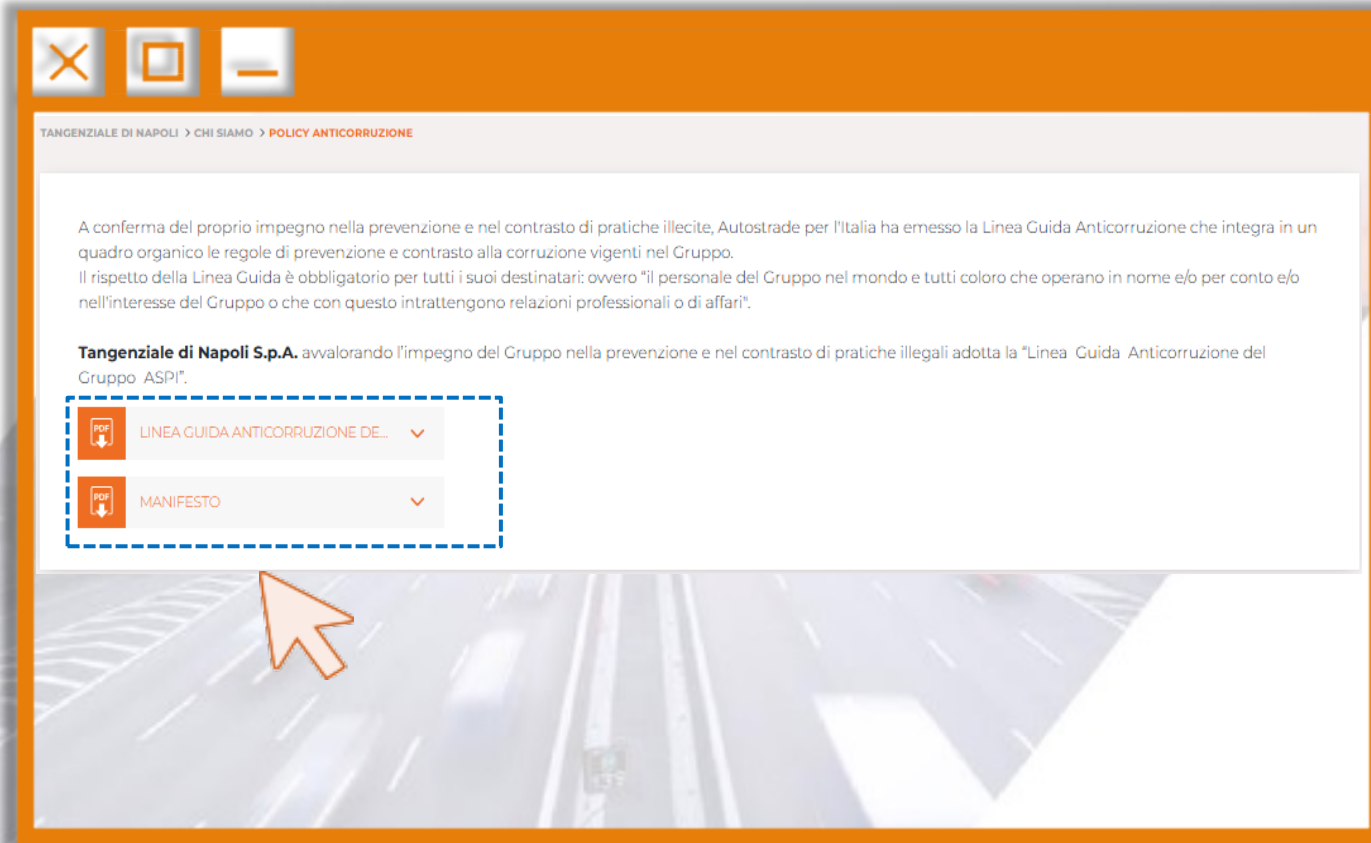 TANGENZIALE DI NAPOLI > CHI SIAMO > POLICY ANTICORRUZIONE
A conferma del proprio impegno nella prevenzione e nel contrasto di pratiche illecite, Autostrade per l'Italia ha emesso la Linea Guida Anticorruzione che integra in un
quadro organico le regole di prevenzione e contrasto alla corruzione vigenti nel Gruppo.
Il rispetto della Linea Guida è obbligatorio per tutti i suoi destinatari: ovvero "il personale del Gruppo nel mondo e tutti coloro che operano in nome e/o per conto e/o
nell'interesse del Gruppo o che con questo intrattengono relazioni professionali o di affari".
Tangenziale di Napoli S.p.A. avvalorando l'impegno del Gruppo nella prevenzione e nel contrasto di pratiche illegali adotta la "Linea Guida Anticorruzione del
Gruppo ASPI".
PDF LINEA GUIDA ANTICORRUZIONE DE...
PDF MANIFESTO